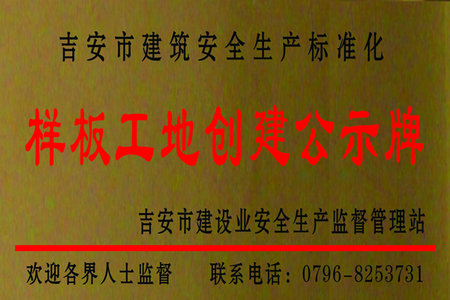 吉安市建筑安全生产标准化
样板工地创建公示牌
吉安市建设业安全生产监督管理站
欢迎各界人士监督 联系电话：0796-8253731